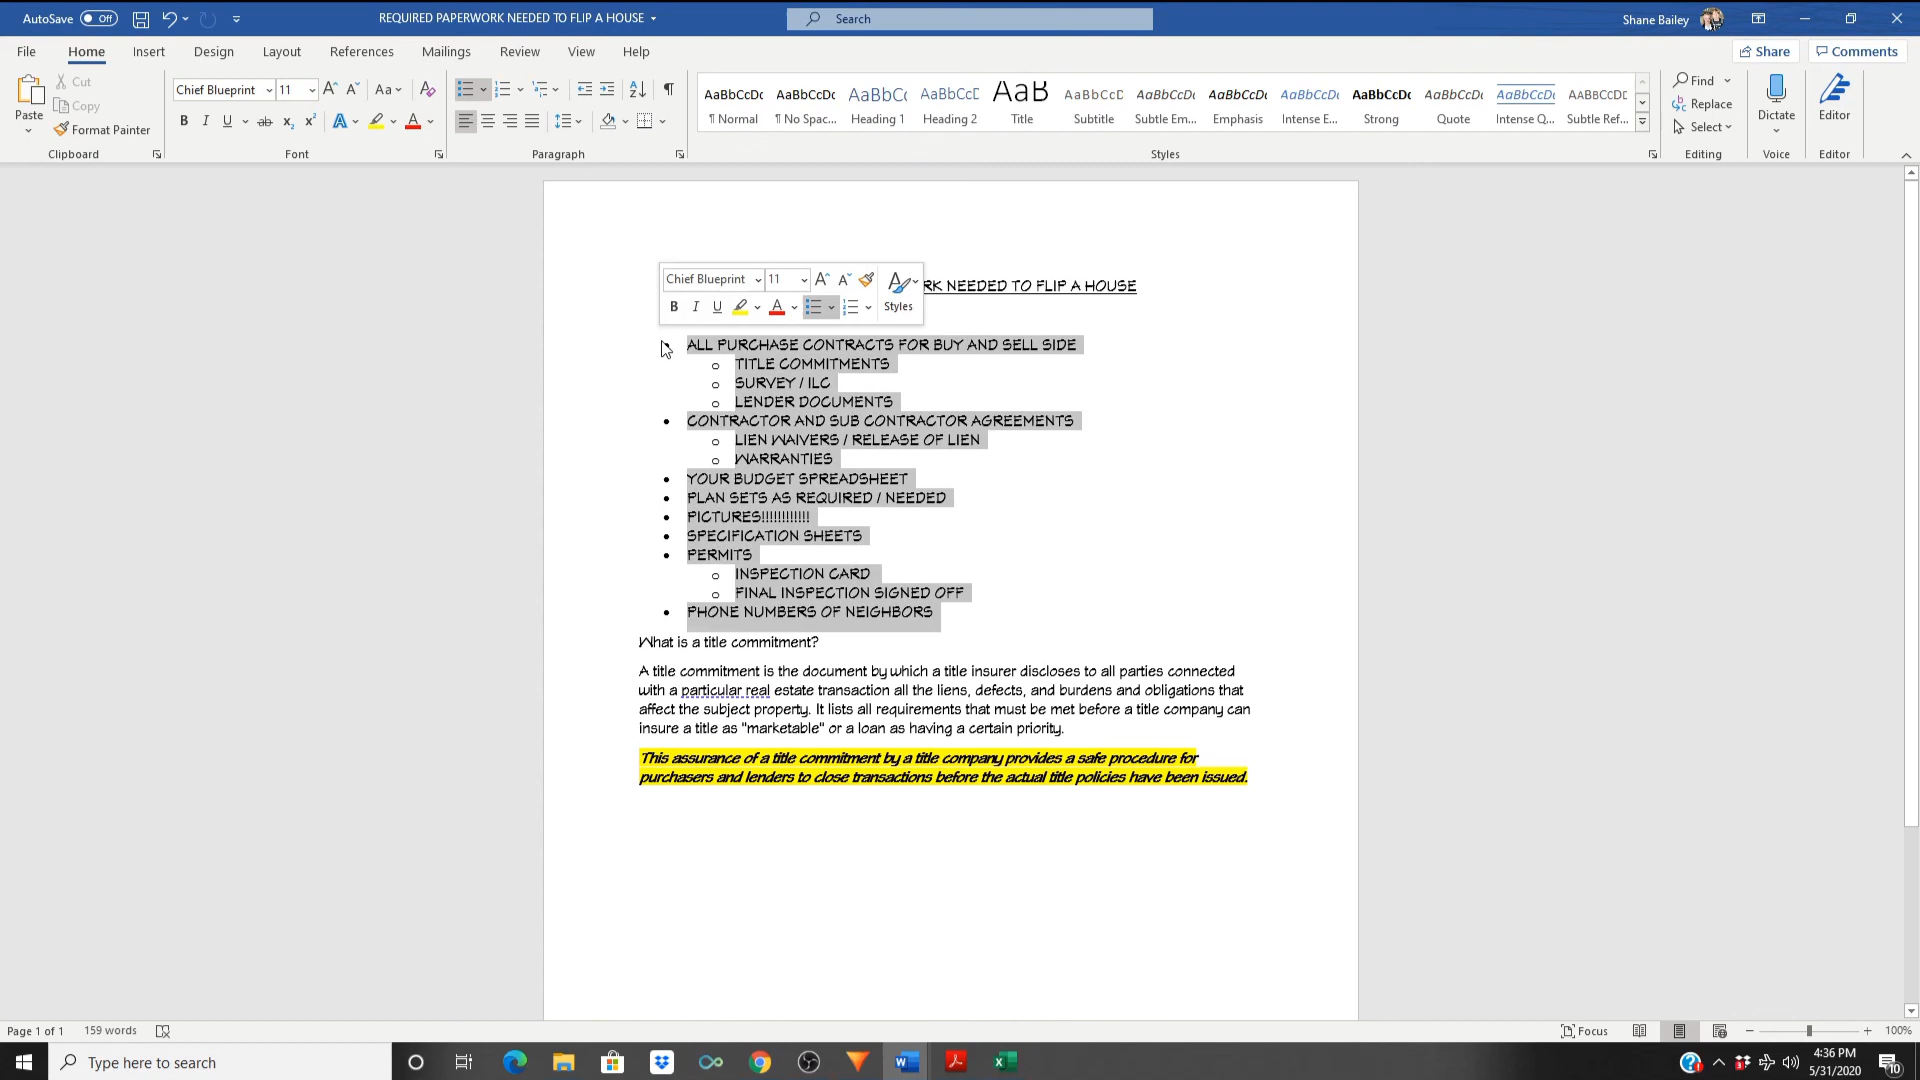 AutoSave Off REQUIRED PAPERWORK NEEDED TO FLIP A HOUSE Search Shane Bailey
File Home Insert Design Layout References Mailings Review View Help Share Comments
Paste
Cut
Copy
Format Painter
Clipboard
Chief Blueprint 11
Font
Paragraph
AaBbCcDc AaBbCcDc AaBbCc AaBbCcD AaB AaBbCcD AaBbCcDc AaBbCcDc AaBbCcDc AaBbCcDc AaBbCcDc AaBbCcDc AABBCCDC
¶ Normal ¶ No Spac... Heading 1 Heading 2 Title Subtitle Subtle Em... Emphasis Intense E... Strong Quote Intense Q... Subtle Ref...
Styles
Find
Replace
Select
Editing
Dictate
Voice
Editor
Editor
Chief Blueprint 11
B I U Styles
RK NEEDED TO FLIP A HOUSE
ALL PURCHASE CONTRACTS FOR BUY AND SELL SIDE
o TITLE COMMITMENTS
o SURVEY / ILC
o LENDER DOCUMENTS
• CONTRACTOR AND SUB CONTRACTOR AGREEMENTS
o LIEN WAIVERS / RELEASE OF LIEN
o WARRANTIES
• YOUR BUDGET SPREADSHEET
• PLAN SETS AS REQUIRED / NEEDED
• PICTURES!!!!!!!!!!!!
• SPECIFICATION SHEETS
• PERMITS
o INSPECTION CARD
o FINAL INSPECTION SIGNED OFF
• PHONE NUMBERS OF NEIGHBORS
What is a title commitment?
A title commitment is the document by which a title insurer discloses to all parties connected
with a particular real estate transaction all the liens, defects, and burdens and obligations that
affect the subject property. It lists all requirements that must be met before a title company can
insure a title as "marketable" or a loan as having a certain priority.
This assurance of a title commitment by a title company provides a safe procedure for
purchasers and lenders to close transactions before the actual title policies have been issued.
Page 1 of 1 159 words Focus 100%
Type here to search
4:36 PM
5/31/2020
10